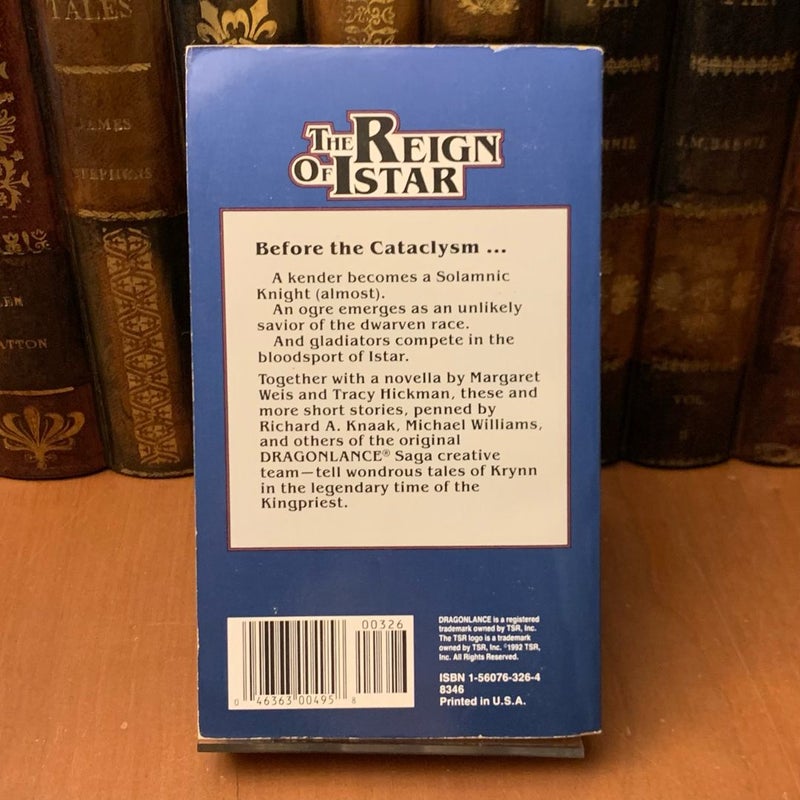 TALES
JAMES
STEPHENS
J.M. BARRIE
VOL.
THE REIGN
OF ISTAR
Before the Cataclysm ...
A kender becomes a Solamnic
Knight (almost).
An ogre emerges as an unlikely
savior of the dwarven race.
And gladiators compete in the
bloodsport of Istar.
Together with a novella by Margaret
Weis and Tracy Hickman, these and
more short stories, penned by
Richard A. Knaak, Michael Williams,
and others of the original
DRAGONLANCE® Saga creative
team—tell wondrous tales of Krynn
in the legendary time of the
Kingpriest.
00326
0 46363 00495 8
DRAGONLANCE is a registered
trademark owned by TSR, Inc.
The TSR logo is a trademark
owned by TSR, Inc. ©1992 TSR,
Inc. All Rights Reserved.
ISBN 1-56076-326-4
8346
Printed in U.S.A.